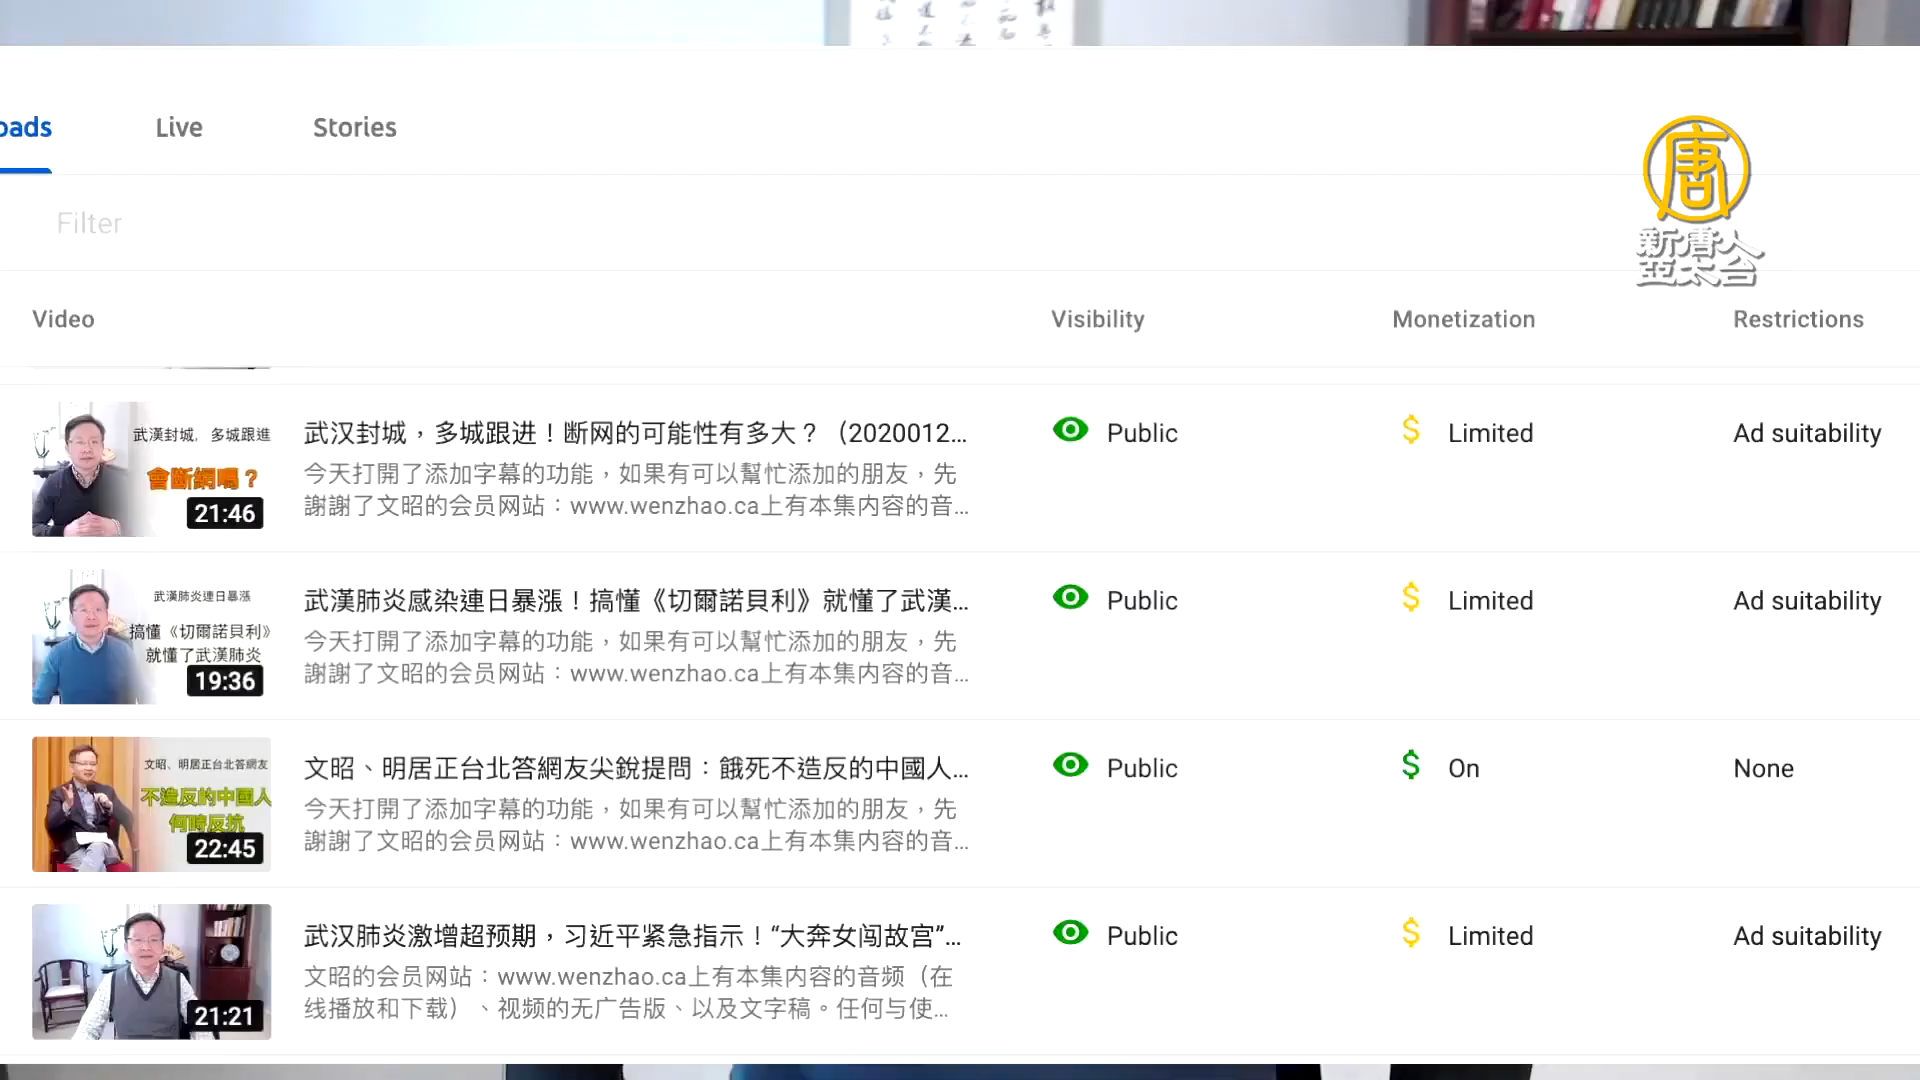 oads
Live
Stories
Filter
唐
新唐人
亞太台
Video
Visibility
Monetization
Restrictions
武漢封城，多城跟進
會斷網嗎？
21:46
武汉封城，多城跟进！断网的可能性有多大？（2020012...
今天打開了添加字幕的功能，如果有可以幫忙添加的朋友，先
謝謝了文昭的会员网站：www.wenzhao.ca上有本集内容的音...
Public
Limited
Ad suitability
武漢肺炎連日暴漲
搞懂《切爾諾貝利》
就懂了武漢肺炎
19:36
武漢肺炎感染連日暴漲！搞懂《切爾諾貝利》就懂了武漢...
今天打開了添加字幕的功能，如果有可以幫忙添加的朋友，先
謝謝了文昭的会员网站：www.wenzhao.ca上有本集内容的音...
Public
Limited
Ad suitability
文昭、明居正台北答網友
不造反的中國人
何時反抗
22:45
文昭、明居正台北答網友尖銳提問：餓死不造反的中國人...
今天打開了添加字幕的功能，如果有可以幫忙添加的朋友，先
謝謝了文昭的会员网站：www.wenzhao.ca上有本集内容的音...
Public
On
None
21:21
武汉肺炎激增超预期，习近平紧急指示！“大奔女闯故宫”...
文昭的会员网站：www.wenzhao.ca上有本集内容的音频（在
线播放和下载）、视频的无广告版、以及文字稿。任何与使...
Public
Limited
Ad suitability